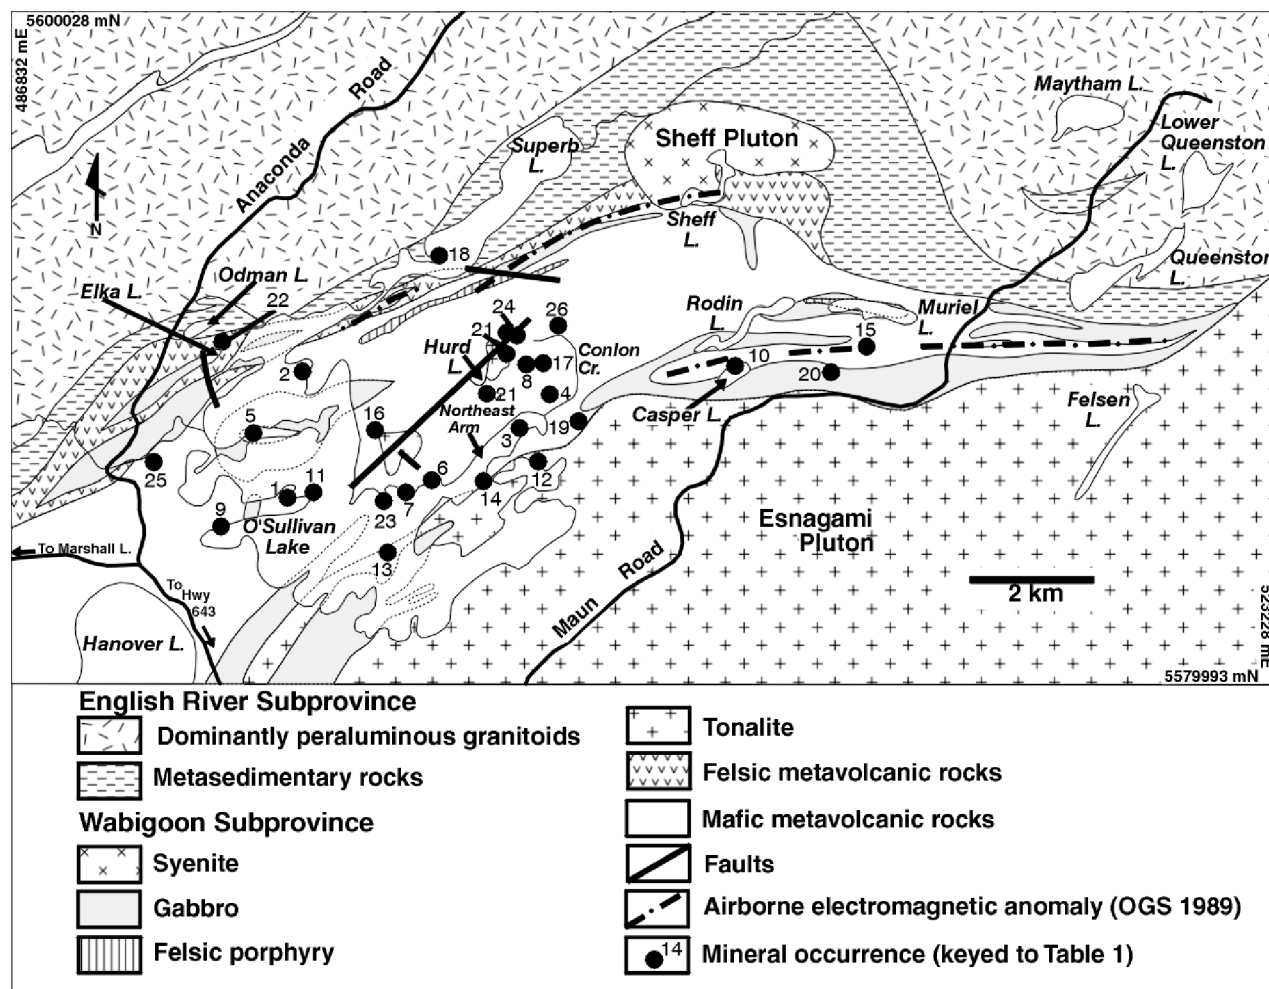 5600028 mN
486832 mE
Anaconda Road
N
Superb
L.
Sheff Pluton
Sheff
L.
Maytham L.
Lower
Queenston
L.
Queenston
L.
Odman L.
Elka L.
22
18
24
26
21
Hurd
L.
8
17
Conlon
Cr.
21
4
Northeast
Arm
3
19
2
5
16
25
1
11
9
O'Sullivan
Lake
23
7
6
14
12
13
Rodin
L.
Muriel
L.
15
10
20
Casper L.
Felsen
L.
Esnagami
Pluton
Maun Road
2 km
To Marshall L.
To
Hwy
643
Hanover L.
523228 mE
5579993 mN
English River Subprovince
Dominantly peraluminous granitoids
Metasedimentary rocks
Wabigoon Subprovince
Syenite
Gabbro
Felsic porphyry
Tonalite
Felsic metavolcanic rocks
Mafic metavolcanic rocks
Faults
Airborne electromagnetic anomaly (OGS 1989)
14
Mineral occurrence (keyed to Table 1)